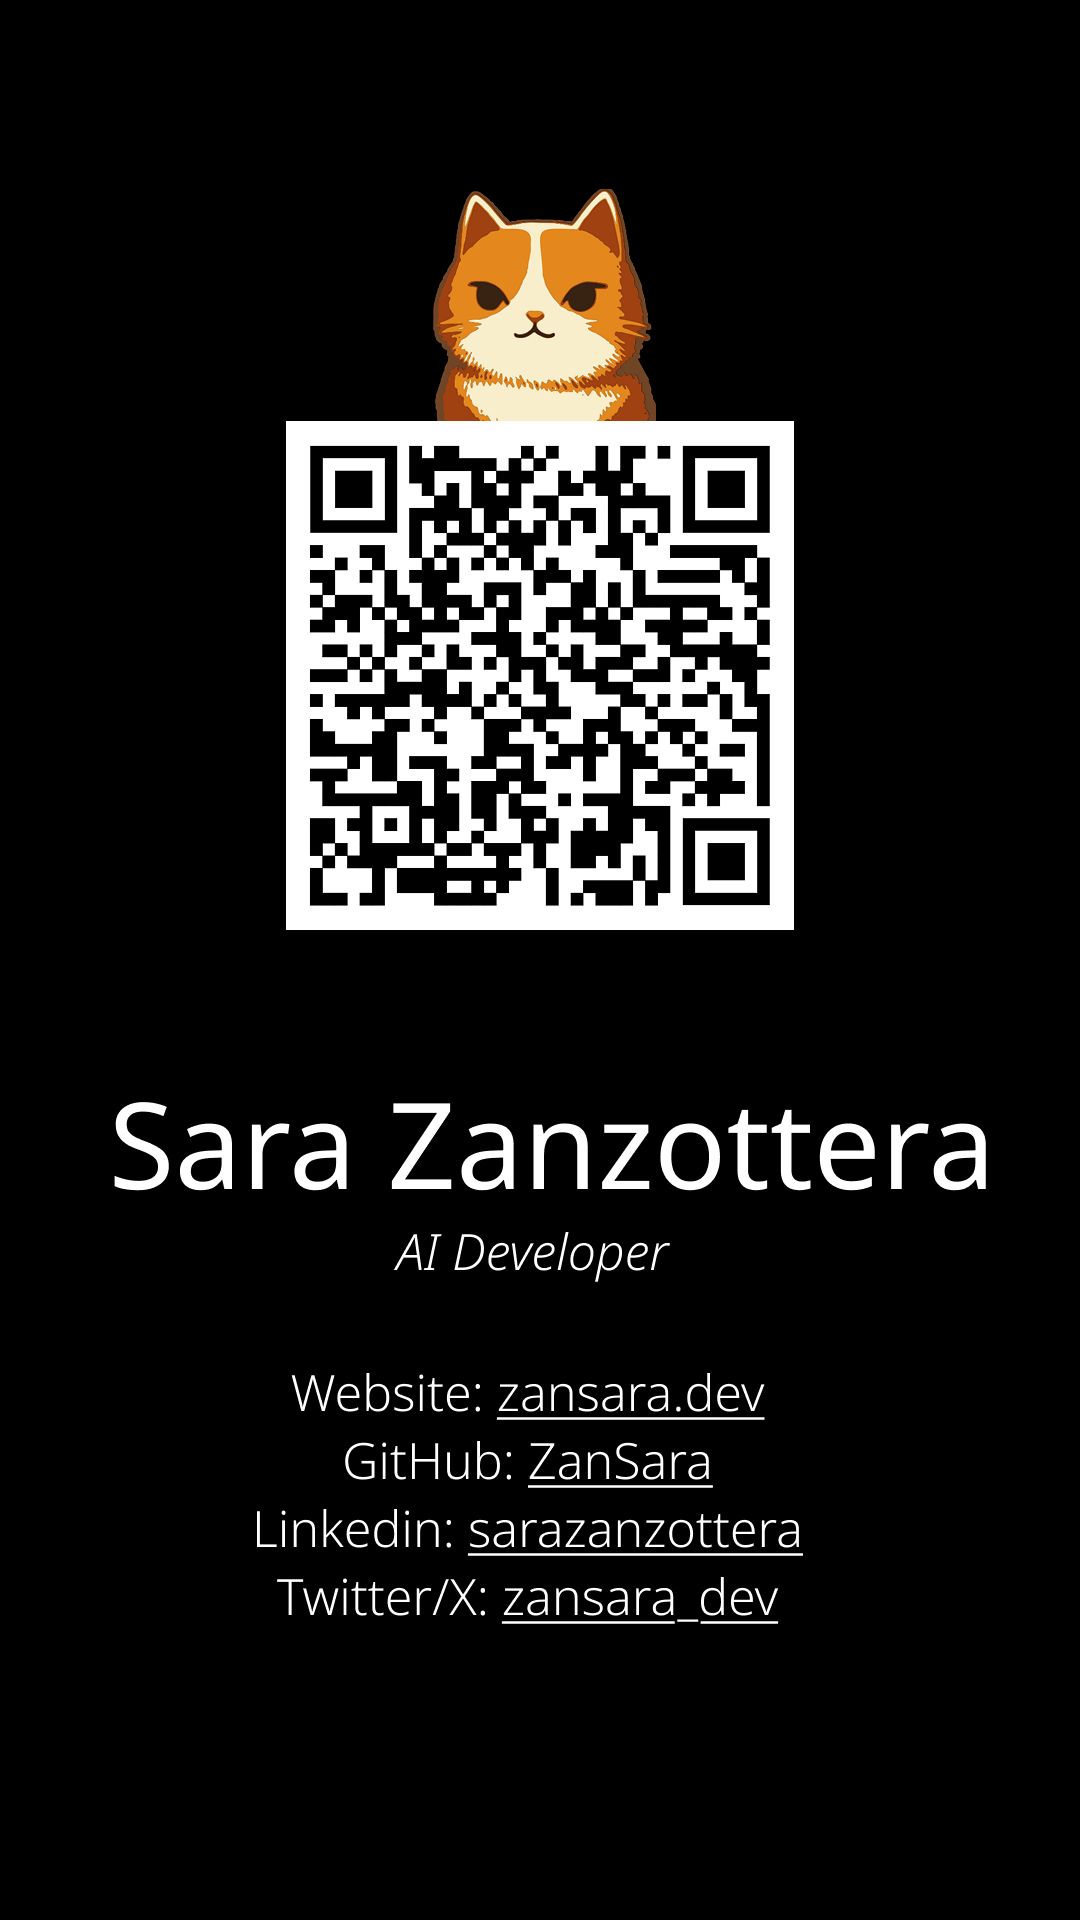 Sara Zanzottera
AI Developer
Website: zansara.dev
GitHub: ZanSara
Linkedin: sarazanzottera
Twitter/X: zansara_dev